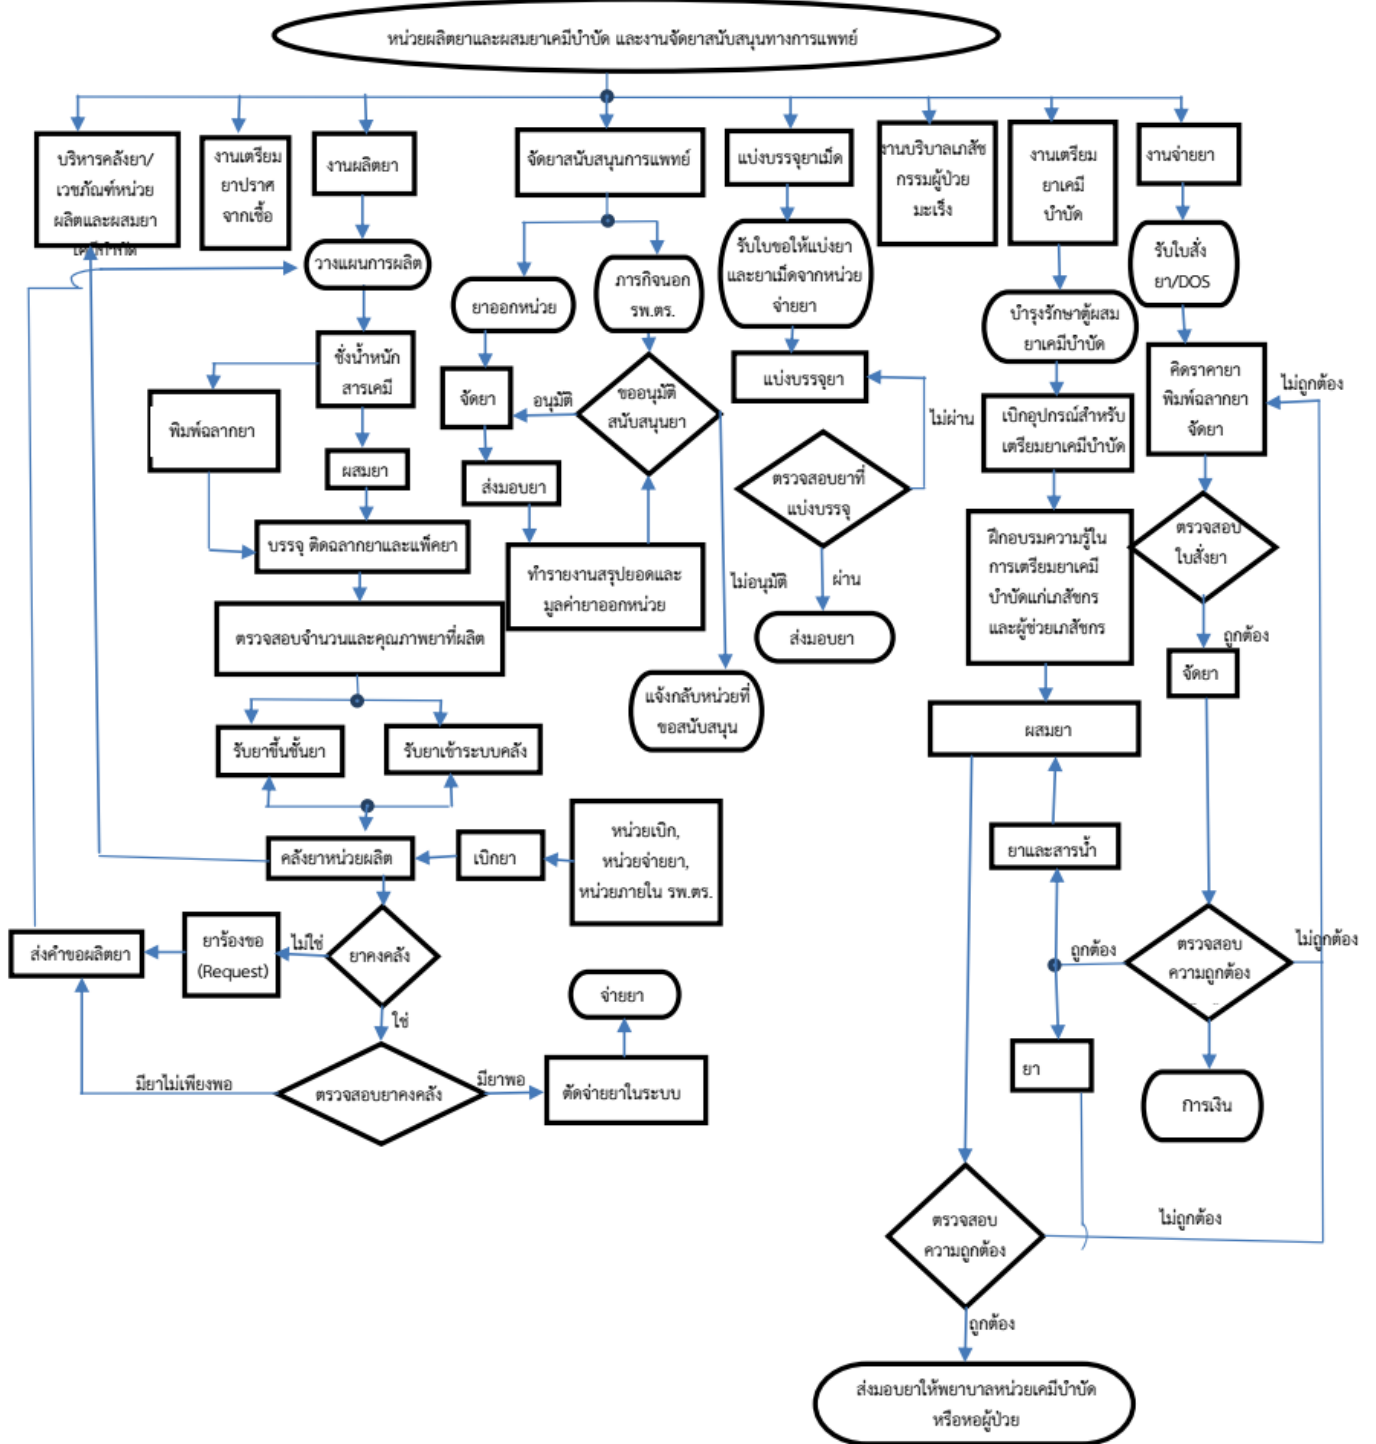 หน่วยผลิตยาและผสมยาเคมีบำบัด และงานจัดยาสนับสนุนทางการแพทย์
บริหารคลังยา/
เวชภัณฑ์หน่วย
ผลิตและผสมยา
เคมีบำบัด
งานเตรียม
ยาปราศ
จากเชื้อ
งานผลิตยา
จัดยาสนับสนุนการแพทย์
แบ่งบรรจุยาเม็ด
งานบริบาลเภสัช
กรรมผู้ป่วย
มะเร็ง
งานเตรียม
ยาเคมี
บำบัด
งานจ่ายยา
วางแผนการผลิต
ชั่งน้ำหนัก
สารเคมี
พิมพ์ฉลากยา
ผสมยา
บรรจุ ติดฉลากยาและแพ็คยา
ตรวจสอบจำนวนและคุณภาพยาที่ผลิต
รับยาขึ้นชั้นยา
รับยาเข้าระบบคลัง
คลังยาหน่วยผลิต
เบิกยา
หน่วยเบิก,
หน่วยจ่ายยา,
หน่วยภายใน รพ.ตร.
ยาคงคลัง
ไม่ใช่
ยาร้องขอ
(Request)
ส่งคำขอผลิตยา
ใช่
ตรวจสอบยาคงคลัง
มียาไม่เพียงพอ
มียาพอ
ตัดจ่ายยาในระบบ
จ่ายยา
ยาออกหน่วย
ภารกิจนอก
รพ.ตร.
จัดยา
อนุมัติ
ขออนุมัติ
สนับสนุนยา
ส่งมอบยา
ทำรายงานสรุปยอดและ
มูลค่ายาออกหน่วย
ไม่อนุมัติ
แจ้งกลับหน่วยที่
ขอสนับสนุน
รับใบขอให้แบ่งยา
และยาเม็ดจากหน่วย
จ่ายยา
แบ่งบรรจุยา
ไม่ผ่าน
ตรวจสอบยาที่
แบ่งบรรจุ
ผ่าน
ส่งมอบยา
บำรุงรักษาตู้ผสม
ยาเคมีบำบัด
เบิกอุปกรณ์สำหรับ
เตรียมยาเคมีบำบัด
ฝึกอบรมความรู้ใน
การเตรียมยาเคมี
บำบัดแก่เภสัชกร
และผู้ช่วยเภสัชกร
ผสมยา
ยาและสารน้ำ
ถูกต้อง
ยา
รับใบสั่ง
ยา/DOS
คิดราคายา
พิมพ์ฉลากยา
จัดยา
ไม่ถูกต้อง
ตรวจสอบ
ใบสั่งยา
ถูกต้อง
จัดยา
ตรวจสอบ
ความถูกต้อง
ไม่ถูกต้อง
การเงิน
ตรวจสอบ
ความถูกต้อง
ไม่ถูกต้อง
ถูกต้อง
ส่งมอบยาให้พยาบาลหน่วยเคมีบำบัด
หรือหอผู้ป่วย